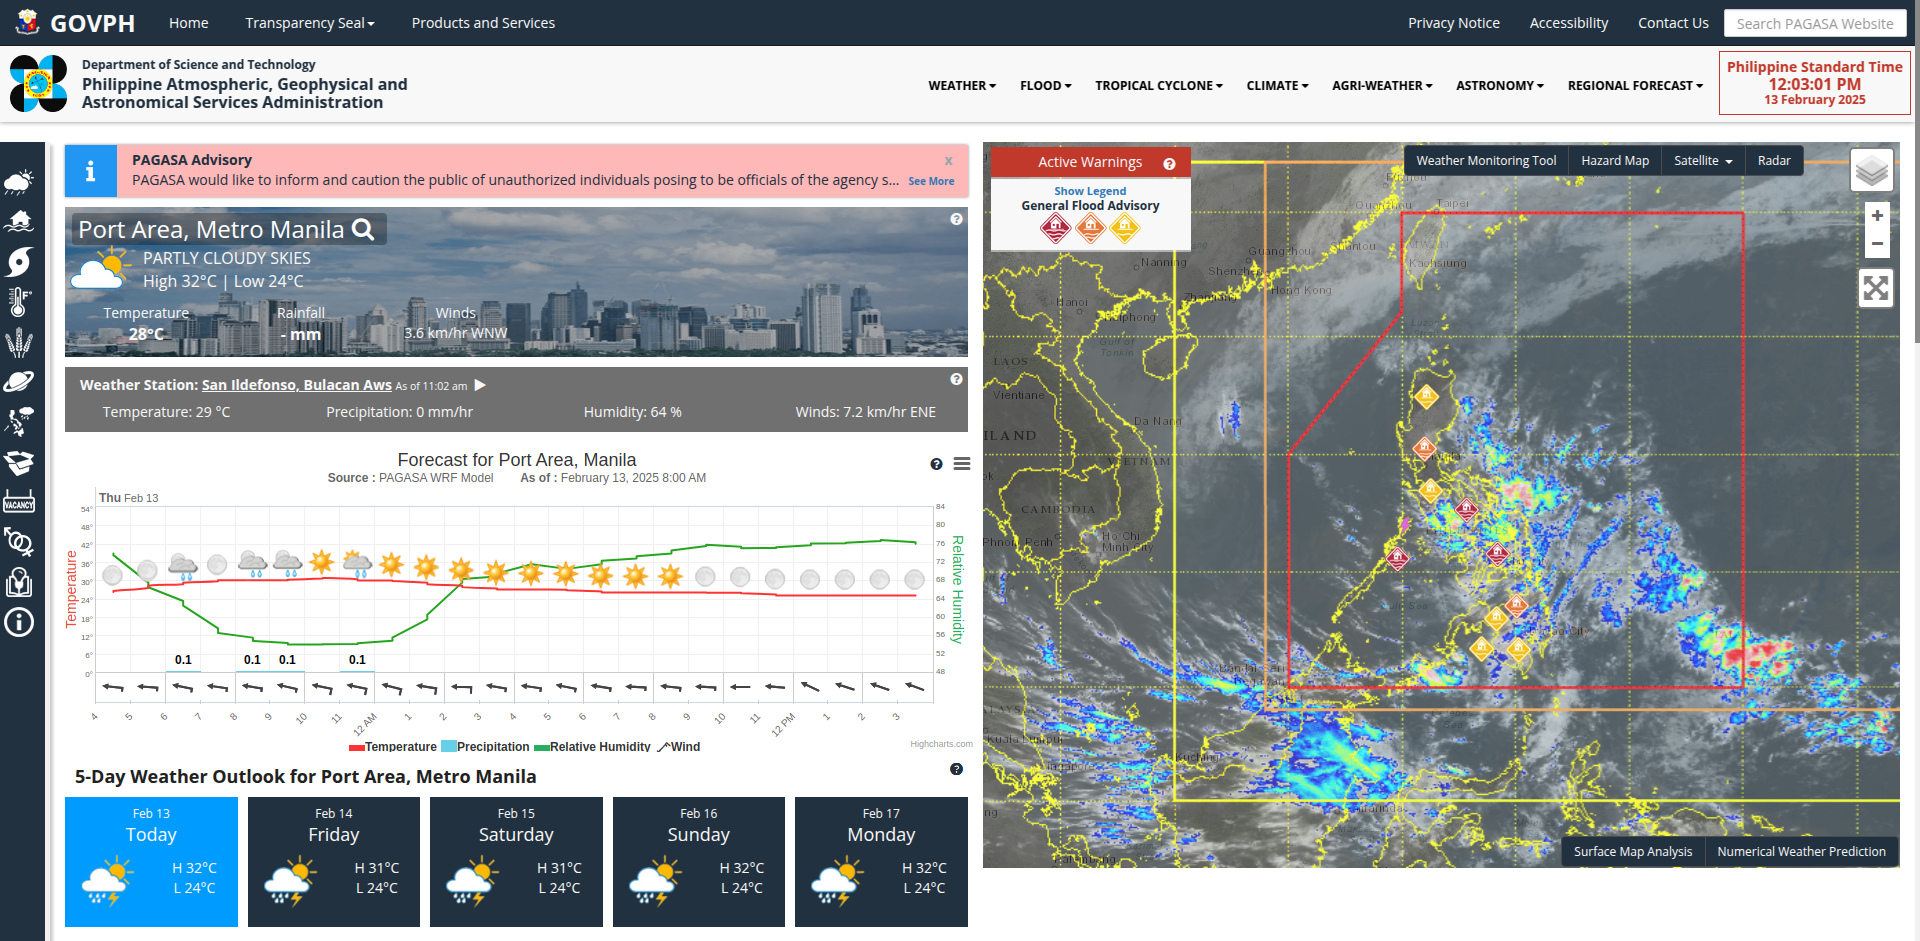 GOVPH
Home
Transparency Seal
Products and Services
Privacy Notice
Accessibility
Contact Us
Search PAGASA Website
Department of Science and Technology
Philippine Atmospheric, Geophysical and
Astronomical Services Administration
WEATHER
FLOOD
TROPICAL CYCLONE
CLIMATE
AGRI-WEATHER
ASTRONOMY
REGIONAL FORECAST
Philippine Standard Time
12:03:01 PM
13 February 2025
PAGASA Advisory
x
PAGASA would like to inform and caution the public of unauthorized individuals posing to be officials of the agency s...
See More
Port Area, Metro Manila
PARTLY CLOUDY SKIES
High 32°C | Low 24°C
Temperature
Rainfall
Winds
28°C
- mm
3.6 km/hr WNW
Weather Station: San Ildefonso, Bulacan Aws As of 11:02 am
Temperature: 29 °C
Precipitation: 0 mm/hr
Humidity: 64 %
Winds: 7.2 km/hr ENE
Forecast for Port Area, Manila
Source : PAGASA WRF Model
As of : February 13, 2025 8:00 AM
Thu Feb 13
54°
48°
42°
36°
30°
24°
18°
12°
6°
0°
Temperature
84
80
76
72
68
64
60
56
52
48
Relative Humidity
0.1
0.1
0.1
0.1
4
5
6
7
8
9
10
11
12 AM
1
2
3
4
5
6
7
8
9
10
11
12 PM
1
2
3
Temperature
Precipitation
Relative Humidity
Wind
Highcharts.com
5-Day Weather Outlook for Port Area, Metro Manila
Feb 13
Today
H 32°C
L 24°C
Feb 14
Friday
H 31°C
L 24°C
Feb 15
Saturday
H 31°C
L 24°C
Feb 16
Sunday
H 32°C
L 24°C
Feb 17
Monday
H 32°C
L 24°C
VACANCY
Active Warnings
Show Legend
General Flood Advisory
Weather Monitoring Tool
Hazard Map
Satellite
Radar
+
−
Taipei
Guangzhou
Shantou
Kaohsiung
Nanning
Shenzhen
Hong Kong
Hanoi
Zhanjiang
Haiphong
Gulf of
Tonkin
LAOS
Vientiane
Da Nang
ILAND
VIETNAM
CAMBODIA
Phnom Penh
Ho Chi
Minh City
Kuala Lumpur
Kuching
Surface Map Analysis
Numerical Weather Prediction